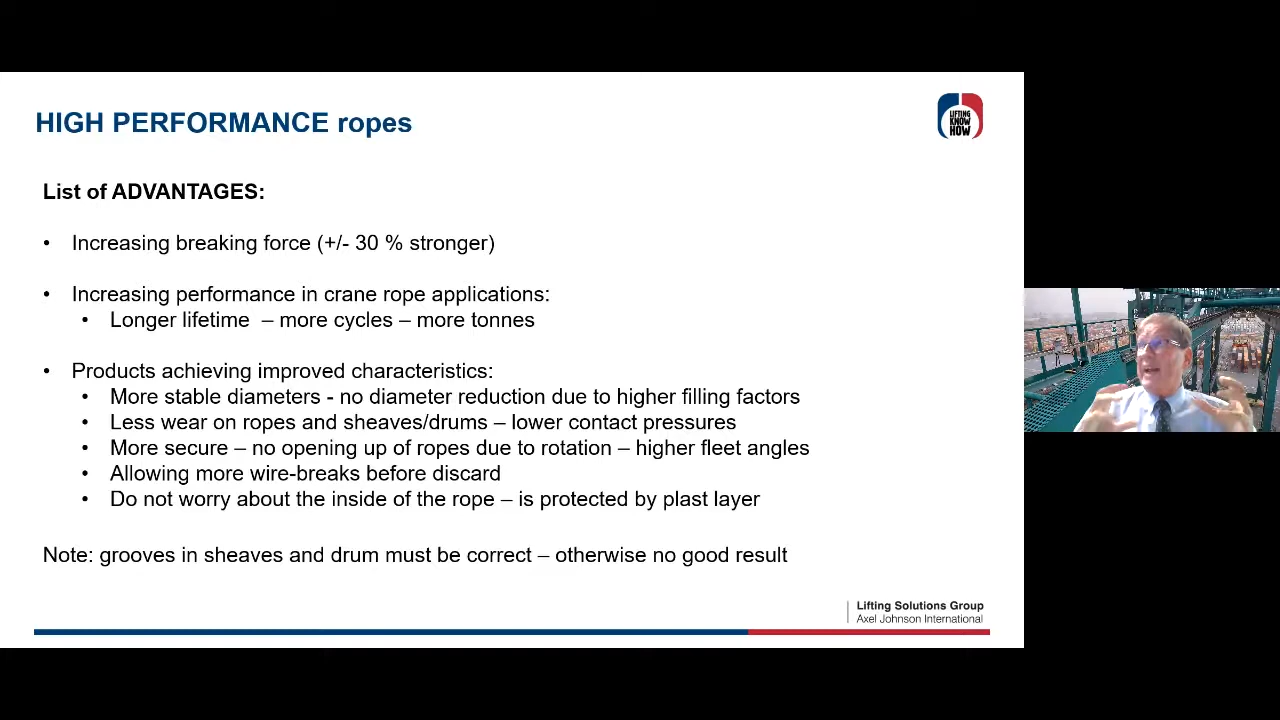 HIGH PERFORMANCE ropes
LIFTING
KNOW
HOW
List of ADVANTAGES:
• Increasing breaking force (+/- 30 % stronger)
• Increasing performance in crane rope applications:
• Longer lifetime – more cycles – more tonnes
• Products achieving improved characteristics:
• More stable diameters - no diameter reduction due to higher filling factors
• Less wear on ropes and sheaves/drums – lower contact pressures
• More secure – no opening up of ropes due to rotation – higher fleet angles
• Allowing more wire-breaks before discard
• Do not worry about the inside of the rope – is protected by plast layer
Note: grooves in sheaves and drum must be correct – otherwise no good result
Lifting Solutions Group
Axel Johnson International